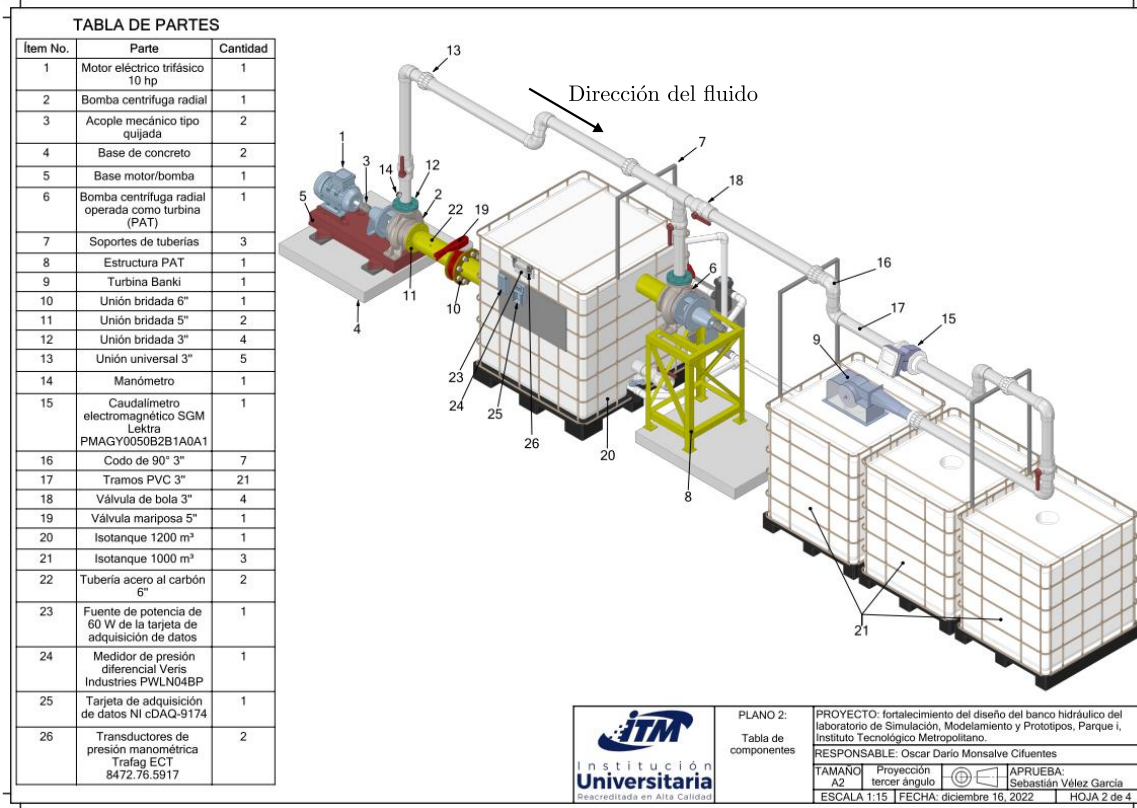 TABLA DE PARTES
Ítem No. Parte Cantidad
1 Motor eléctrico trifásico 10 hp 1
2 Bomba centrifuga radial 1
3 Acople mecánico tipo quijada 2
4 Base de concreto 2
5 Base motor/bomba 1
6 Bomba centrífuga radial operada como turbina (PAT) 1
7 Soportes de tuberías 3
8 Estructura PAT 1
9 Turbina Banki 1
10 Unión bridada 6" 1
11 Unión bridada 5" 2
12 Unión bridada 3" 4
13 Unión universal 3" 5
14 Manómetro 1
15 Caudalímetro electromagnético SGM Lektra PMAGY0050B2B1A0A1 1
16 Codo de 90° 3" 7
17 Tramos PVC 3" 21
18 Válvula de bola 3" 4
19 Válvula mariposa 5" 1
20 Isotanque 1200 m³ 1
21 Isotanque 1000 m³ 3
22 Tubería acero al carbón 6" 2
23 Fuente de potencia de 60 W de la tarjeta de adquisición de datos 1
24 Medidor de presión diferencial Veris Industries PWLN04BP 1
25 Tarjeta de adquisición de datos NI cDAQ-9174 1
26 Transductores de presión manométrica Trafag ECT 8472.76.5917 2
Dirección del fluido
13
1
3
14
12
2
22
19
5
7
18
6
16
17
15
9
11
10
4
23
24
25
26
20
8
21
iTM
Institución
Universitaria
Reacreditada en Alta Calidad
PLANO 2:
Tabla de
componentes
PROYECTO: fortalecimiento del diseño del banco hidráulico del
laboratorio de Simulación, Modelamiento y Prototipos, Parque i,
Instituto Tecnológico Metropolitano.
RESPONSABLE: Oscar Darío Monsalve Cifuentes
TAMAÑO
A2
Proyección
tercer ángulo
APRUEBA:
Sebastián Vélez García
ESCALA 1:15 FECHA: diciembre 16, 2022 HOJA 2 de 4